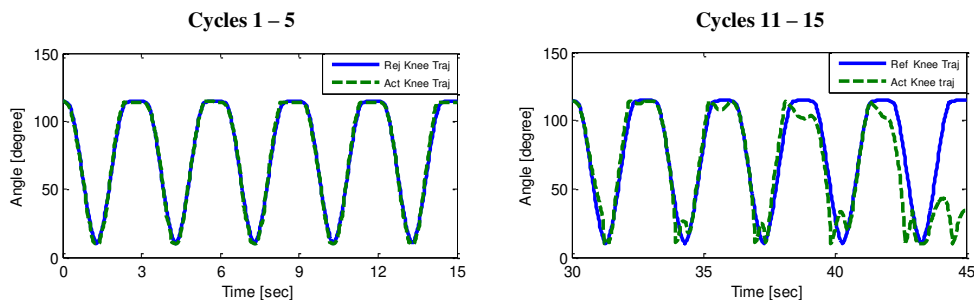 Cycles 1 – 5
150
100
50
0
Angle [degree]
Rej Knee Traj
Act Knee Traj
0 3 6 9 12 15
Time [sec]
Cycles 11 – 15
150
100
50
0
Angle [degree]
Ref Knee Traj
Act Knee traj
30 35 40 45
Time [sec]